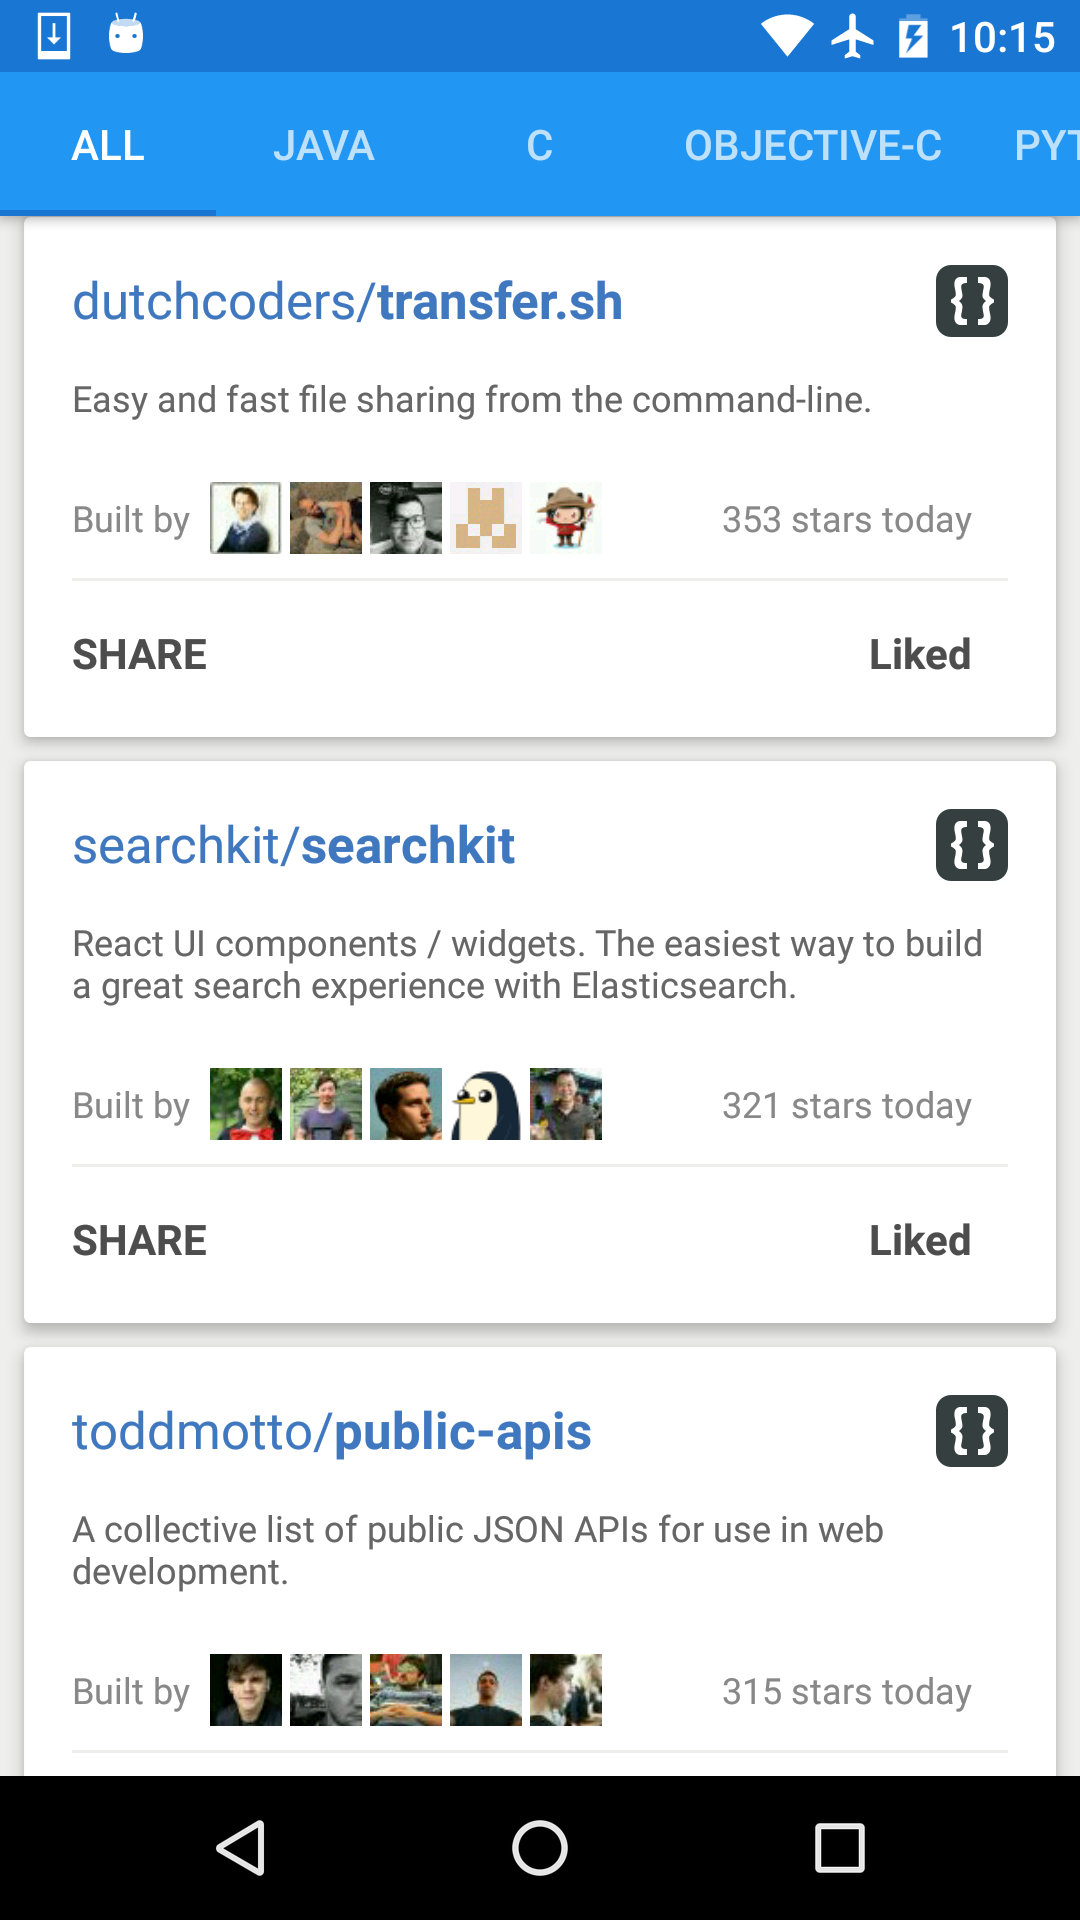 10:15
ALL JAVA C OBJECTIVE-C PYT
dutchcoders/transfer.sh
Easy and fast file sharing from the command-line.
Built by 353 stars today
SHARE Liked
searchkit/searchkit
React UI components / widgets. The easiest way to build
a great search experience with Elasticsearch.
Built by 321 stars today
SHARE Liked
toddmotto/public-apis
A collective list of public JSON APIs for use in web
development.
Built by 315 stars today